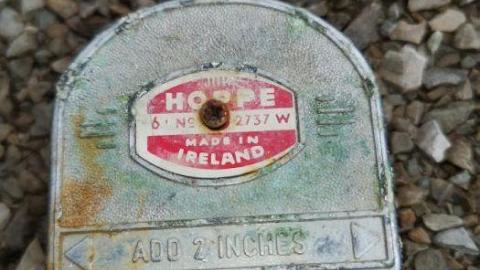 HOPPE
6' No 2737 W
MADE IN
IRELAND
ADD 2 INCHES